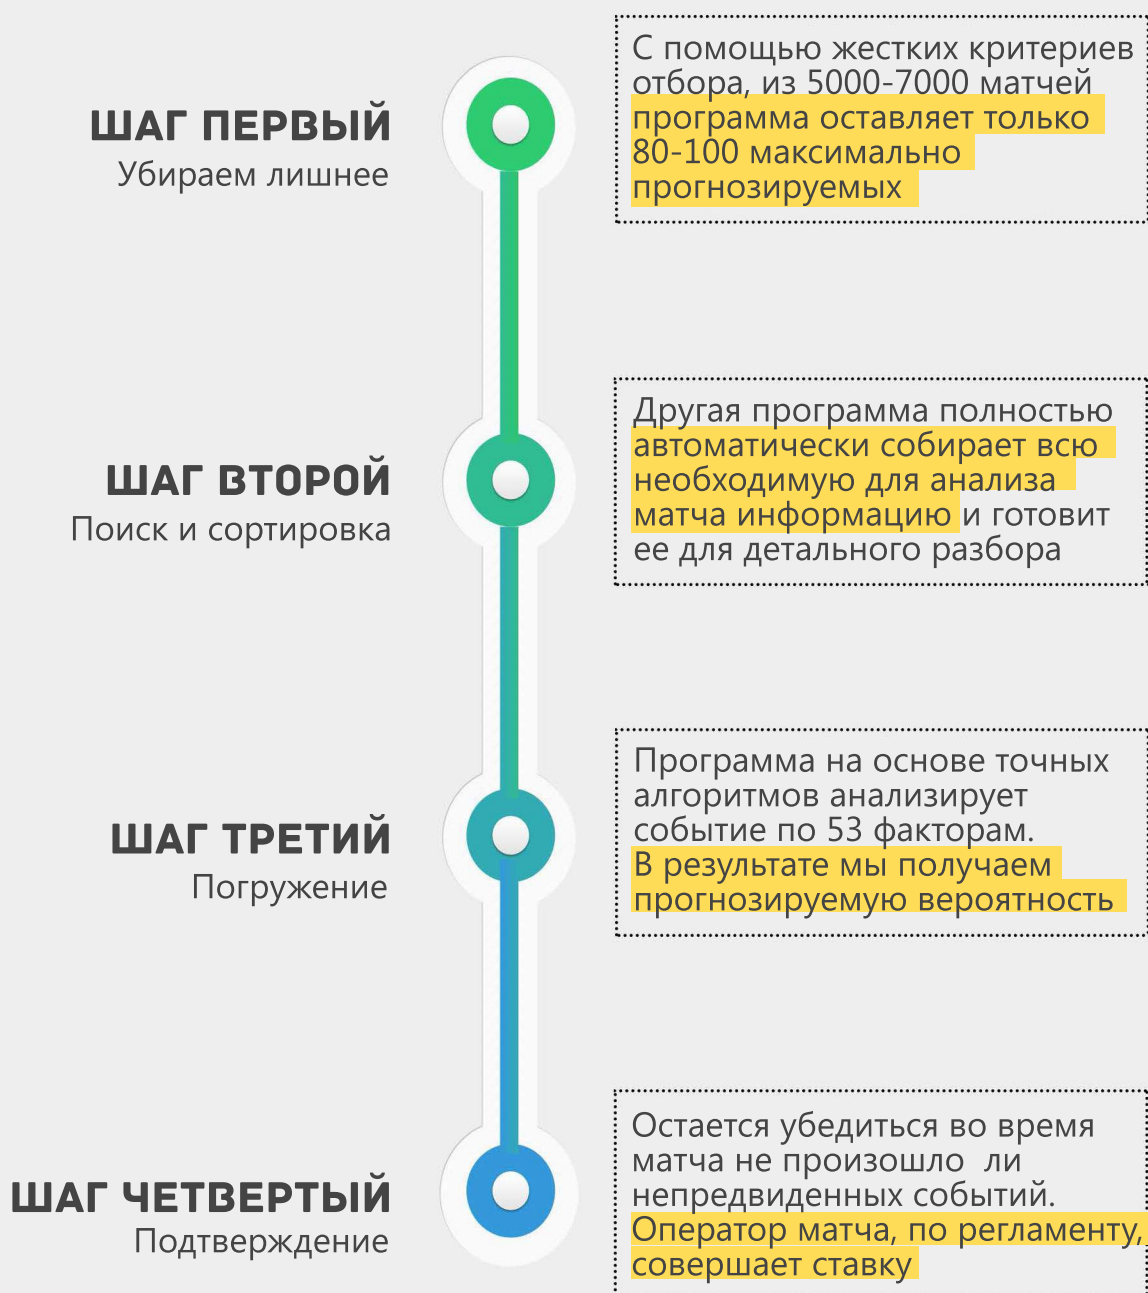 ШАГ ПЕРВЫЙ
Убираем лишнее
С помощью жестких критериев
отбора, из 5000-7000 матчей
программа оставляет только
80-100 максимально
прогнозируемых
ШАГ ВТОРОЙ
Поиск и сортировка
Другая программа полностью
автоматически собирает всю
необходимую для анализа
матча информацию и готовит
ее для детального разбора
ШАГ ТРЕТИЙ
Погружение
Программа на основе точных
алгоритмов анализирует
событие по 53 факторам.
В результате мы получаем
прогнозируемую вероятность
ШАГ ЧЕТВЕРТЫЙ
Подтверждение
Остается убедиться во время
матча не произошло ли
непредвиденных событий.
Оператор матча, по регламенту,
совершает ставку